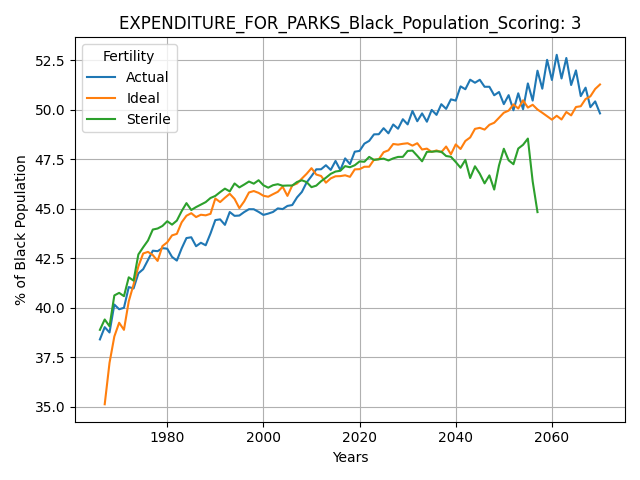 EXPENDITURE_FOR_PARKS_Black_Population_Scoring: 3
Fertility
Actual
Ideal
Sterile
% of Black Population
52.5
50.0
47.5
45.0
42.5
40.0
37.5
35.0
1980 2000 2020 2040 2060
Years